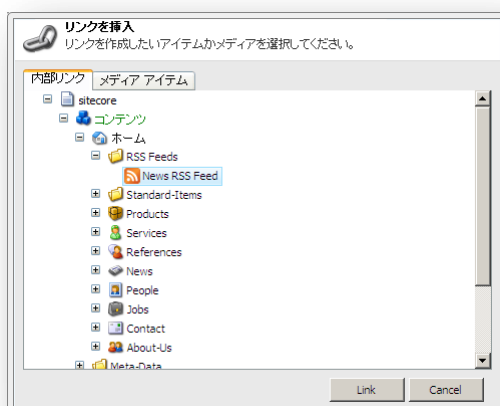 リンクを挿入
リンクを作成したいアイテムかメディアを選択してください。
内部リンク
メディア アイテム
sitecore
コンテンツ
ホーム
RSS Feeds
News RSS Feed
Standard-Items
Products
Services
References
News
People
Jobs
Contact
About-Us
Meta-Data
Link
Cancel